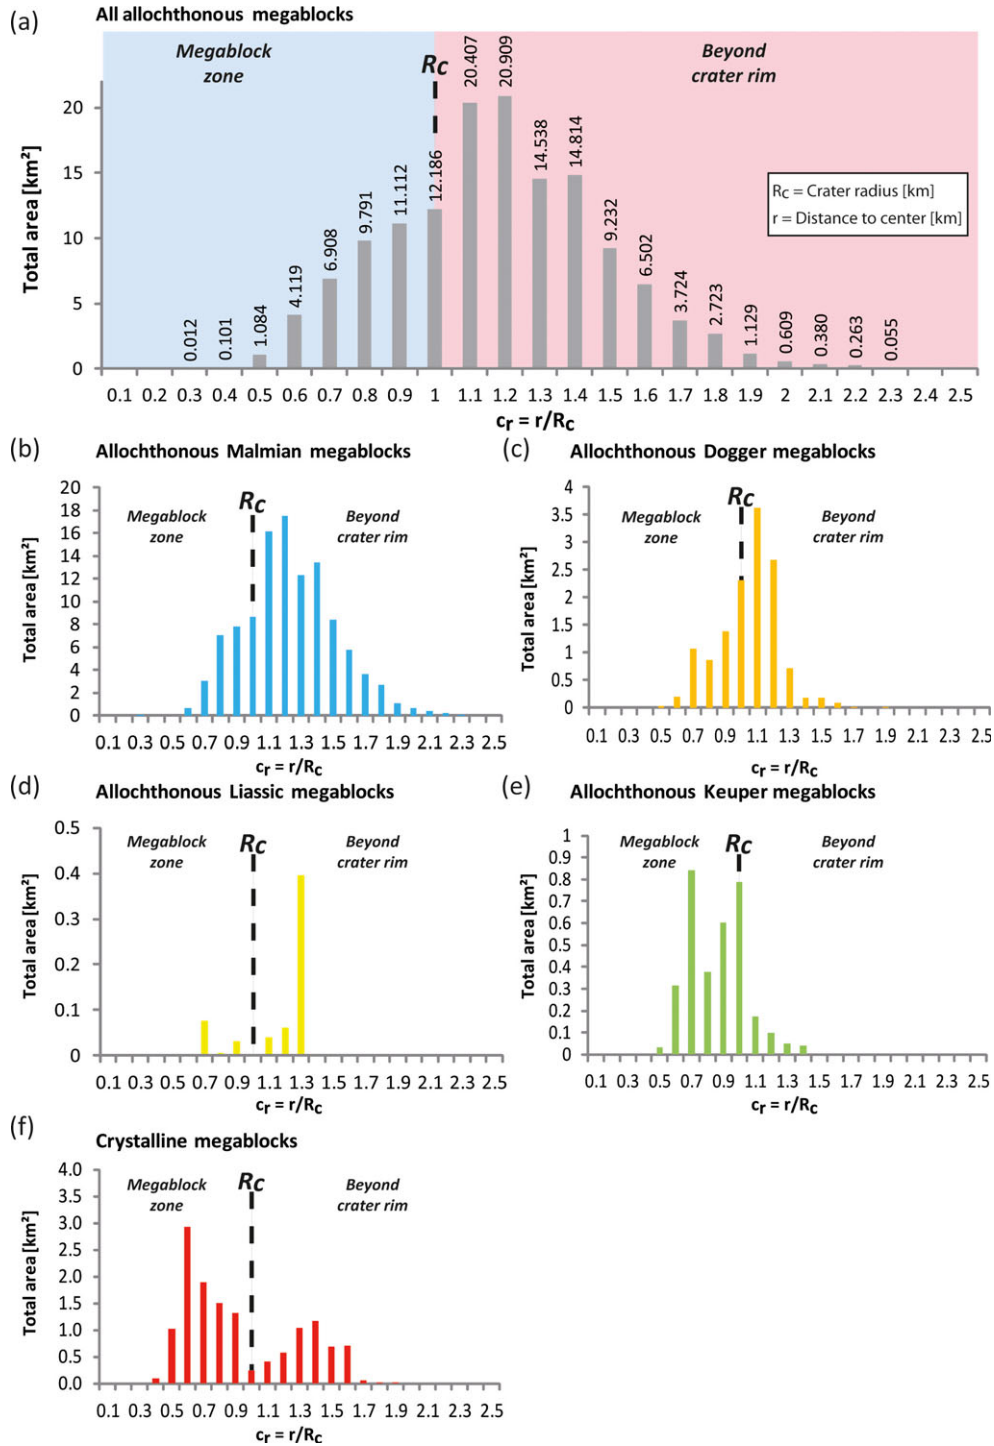 (a)
All allochthonous megablocks
Megablock
zone
Rc
Beyond
crater rim
Total area [km²]
20
15
10
5
0
0.012
0.101
1.084
4.119
6.908
9.791
11.112
12.186
20.407
20.909
14.538
14.814
9.232
6.502
3.724
2.723
1.129
0.609
0.380
0.263
0.055
Rc = Crater radius [km]
r = Distance to center [km]
0.1 0.2 0.3 0.4 0.5 0.6 0.7 0.8 0.9 1 1.1 1.2 1.3 1.4 1.5 1.6 1.7 1.8 1.9 2 2.1 2.2 2.3 2.4 2.5
cr = r/Rc
(b)
Allochthonous Malmian megablocks
Megablock
zone
Rc
Beyond
crater rim
Total area [km²]
20
18
16
14
12
10
8
6
4
2
0
0.1 0.3 0.5 0.7 0.9 1.1 1.3 1.5 1.7 1.9 2.1 2.3 2.5
cr = r/Rc
(c)
Allochthonous Dogger megablocks
Megablock
zone
Rc
Beyond
crater rim
Total area [km²]
4
3.5
3
2.5
2
1.5
1
0.5
0
0.1 0.3 0.5 0.7 0.9 1.1 1.3 1.5 1.7 1.9 2.1 2.3 2.5
cr = r/Rc
(d)
Allochthonous Liassic megablocks
Megablock
zone
Rc
Beyond
crater rim
Total area [km²]
0.5
0.4
0.3
0.2
0.1
0
0.1 0.3 0.5 0.7 0.9 1.1 1.3 1.5 1.7 1.9 2.1 2.3 2.5
cr = r/Rc
(e)
Allochthonous Keuper megablocks
Megablock
zone
Rc
Beyond
crater rim
Total area [km²]
1
0.9
0.8
0.7
0.6
0.5
0.4
0.3
0.2
0.1
0
0.1 0.3 0.5 0.7 0.9 1.1 1.3 1.5 1.7 1.9 2.1 2.3 2.5
cr = r/Rc
(f)
Crystalline megablocks
Megablock
zone
Rc
Beyond
crater rim
Total area [km²]
4.0
3.5
3.0
2.5
2.0
1.5
1.0
0.5
0.0
0.1 0.3 0.5 0.7 0.9 1.1 1.3 1.5 1.7 1.9 2.1 2.3 2.5
cr = r/Rc